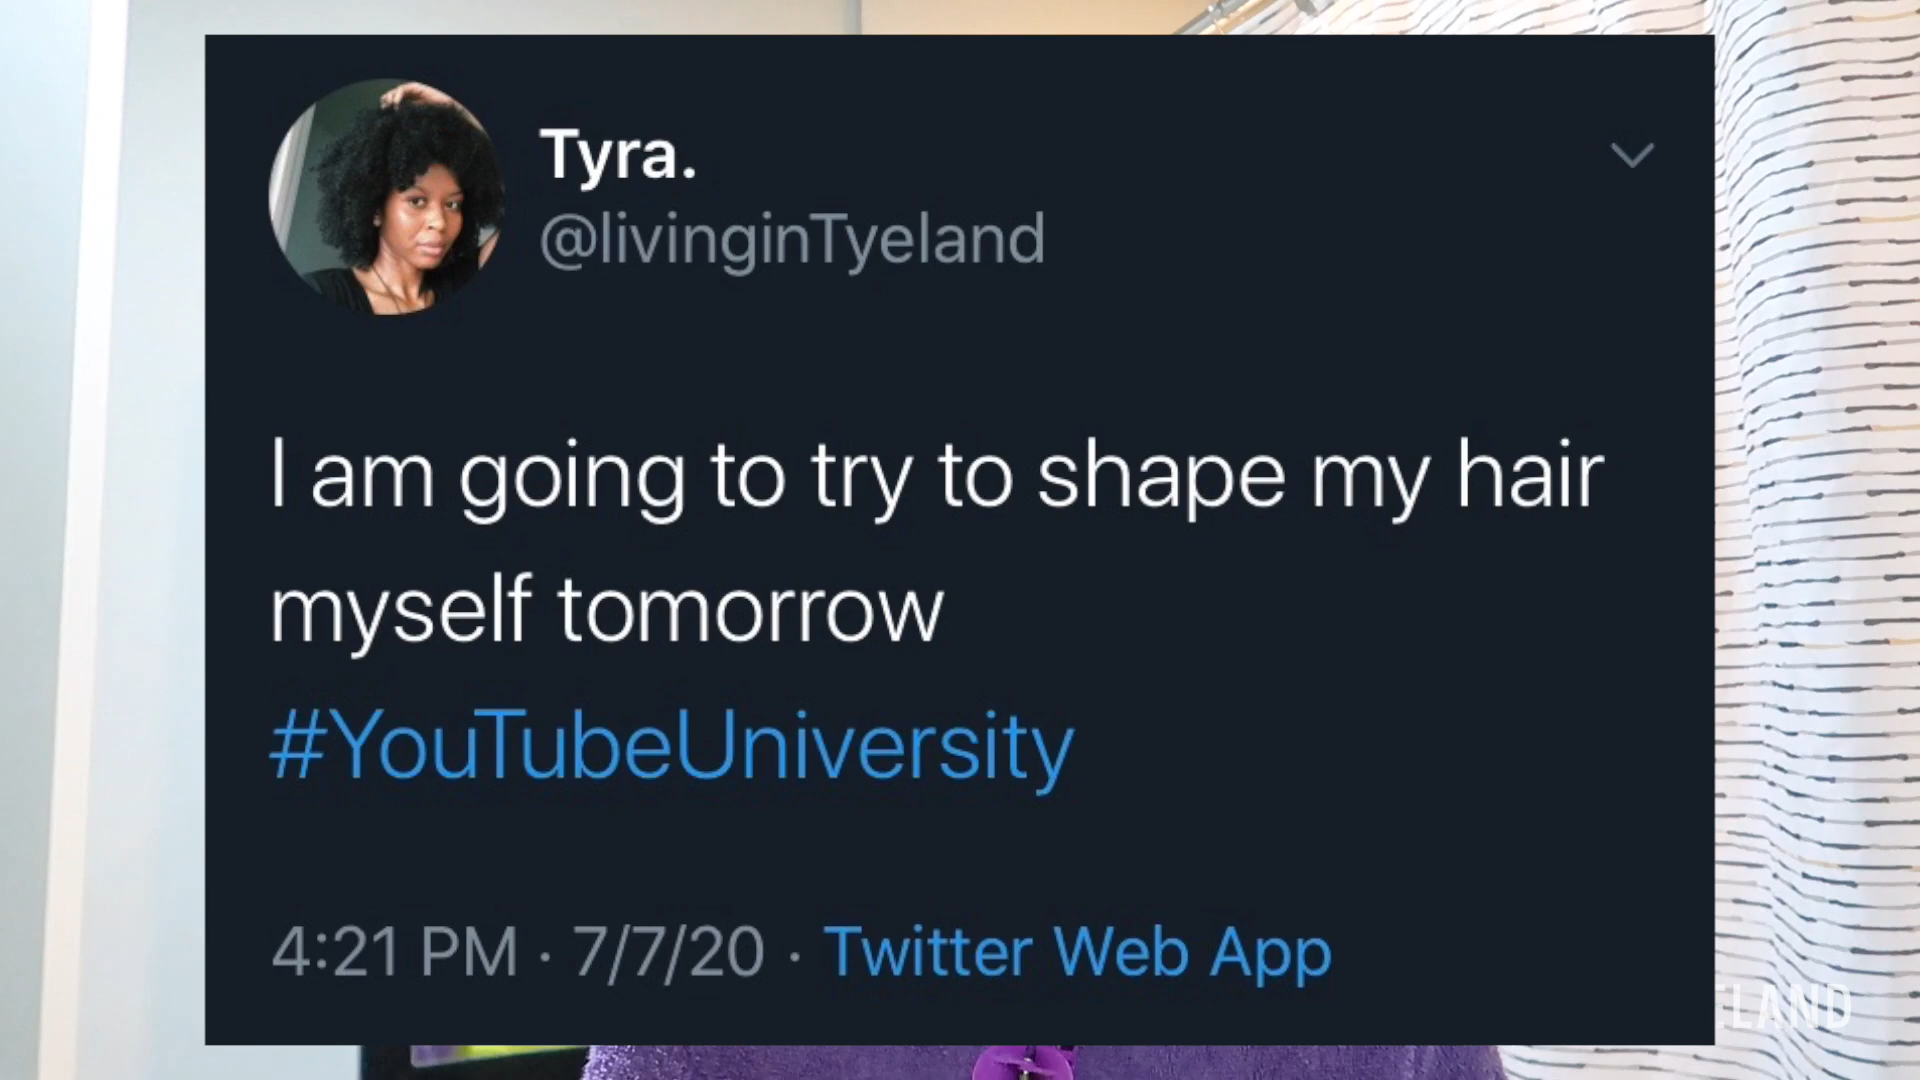 Tyra.
@livinginTyeland
I am going to try to shape my hair
myself tomorrow
#YouTubeUniversity
4:21 PM · 7/7/20 · Twitter Web App
ELAND